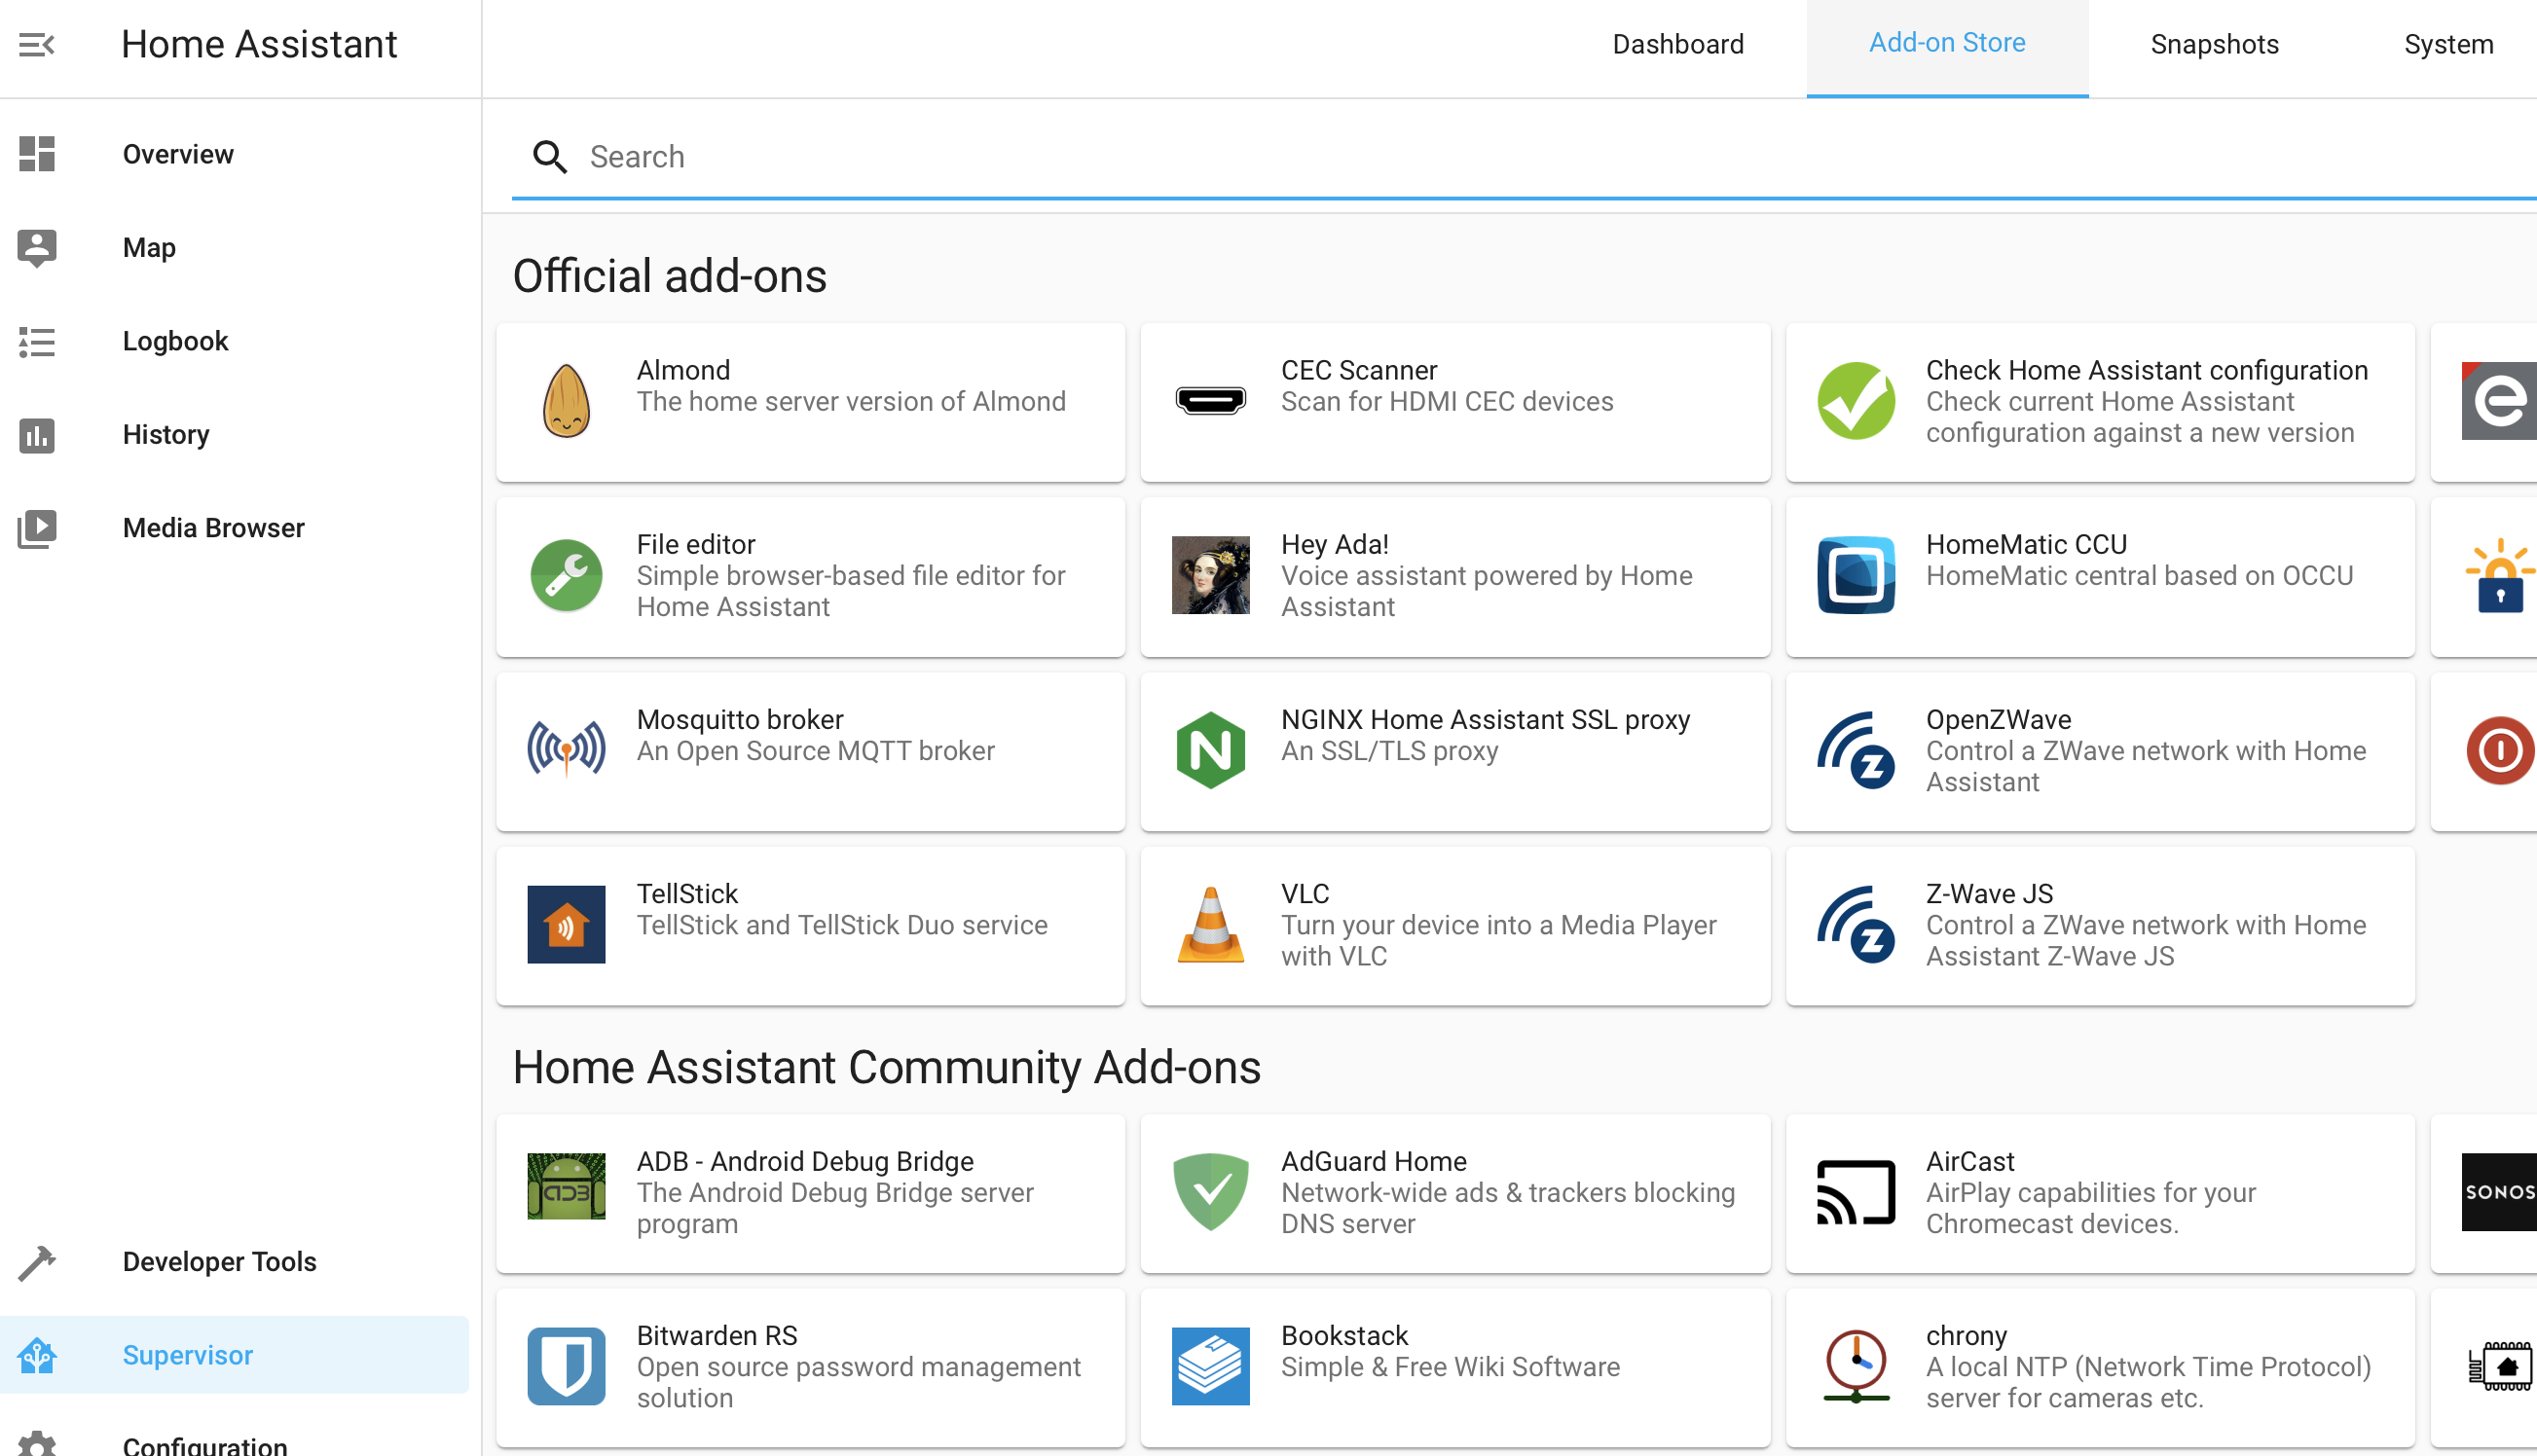 Home Assistant
Dashboard
Add-on Store
Snapshots
System
Overview
Map
Logbook
History
Media Browser
Developer Tools
Supervisor
Configuration
Search
Official add-ons
Almond
The home server version of Almond
CEC Scanner
Scan for HDMI CEC devices
Check Home Assistant configuration
Check current Home Assistant
configuration against a new version
File editor
Simple browser-based file editor for
Home Assistant
Hey Ada!
Voice assistant powered by Home
Assistant
HomeMatic CCU
HomeMatic central based on OCCU
Mosquitto broker
An Open Source MQTT broker
NGINX Home Assistant SSL proxy
An SSL/TLS proxy
OpenZWave
Control a ZWave network with Home
Assistant
TellStick
TellStick and TellStick Duo service
VLC
Turn your device into a Media Player
with VLC
Z-Wave JS
Control a ZWave network with Home
Assistant Z-Wave JS
Home Assistant Community Add-ons
ADB - Android Debug Bridge
The Android Debug Bridge server
program
AdGuard Home
Network-wide ads & trackers blocking
DNS server
AirCast
AirPlay capabilities for your
Chromecast devices.
SONOS
Bitwarden RS
Open source password management
solution
Bookstack
Simple & Free Wiki Software
chrony
A local NTP (Network Time Protocol)
server for cameras etc.